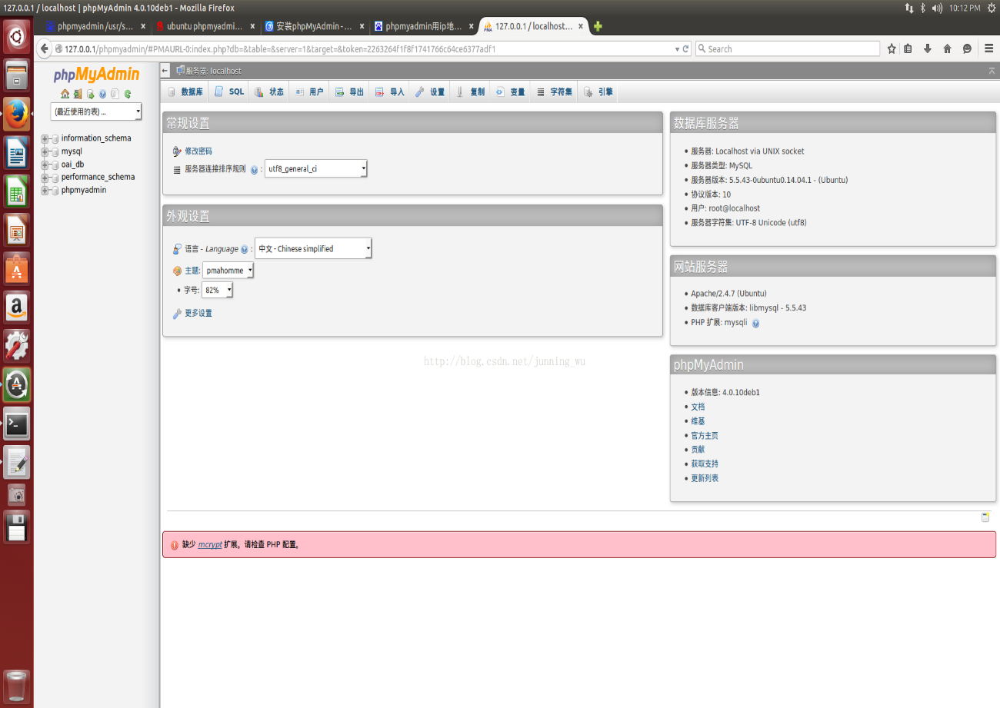 127.0.0.1 / localhost | phpMyAdmin 4.0.10deb1 - Mozilla Firefox
10:12 PM
phpmyadmin /usr/s...
ubuntu phpmyadmi...
安装phpMyAdmin - ...
phpmyadmin用ip地...
127.0.0.1 / localhost...
127.0.0.1/phpmyadmin/#PMAURL-0:index.php?db=&table=&server=1&target=&token=2263264f1f8f1741766c64ce6377adf1
Search
phpMyAdmin
(最近使用的表) ...
information_schema
mysql
oai_db
performance_schema
phpmyadmin
服务器: localhost
数据库
SQL
状态
用户
导出
导入
设置
复制
变量
字符集
引擎
常规设置
修改密码
服务器连接排序规则 : utf8_general_ci
外观设置
语言 - Language : 中文 - Chinese simplified
主题: pmahomme
字号: 82%
更多设置
数据库服务器
服务器: Localhost via UNIX socket
服务器类型: MySQL
服务器版本: 5.5.43-0ubuntu0.14.04.1 - (Ubuntu)
协议版本: 10
用户: root@localhost
服务器字符集: UTF-8 Unicode (utf8)
网站服务器
Apache/2.4.7 (Ubuntu)
数据库客户端版本: libmysql - 5.5.43
PHP 扩展: mysqli
phpMyAdmin
版本信息: 4.0.10deb1
文档
维基
官方主页
贡献
获取支持
更新列表
http://blog.csdn.net/junning_wu
缺少 mcrypt 扩展。请检查 PHP 配置。